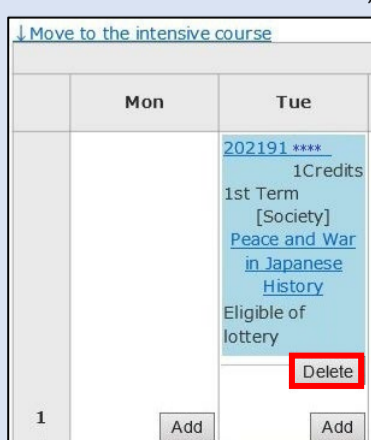 ↓Move to the intensive course
Mon Tue
202191 ****
1Credits
1st Term
[Society]
Peace and War
in Japanese
History
Eligible of
lottery
Delete
1 Add Add